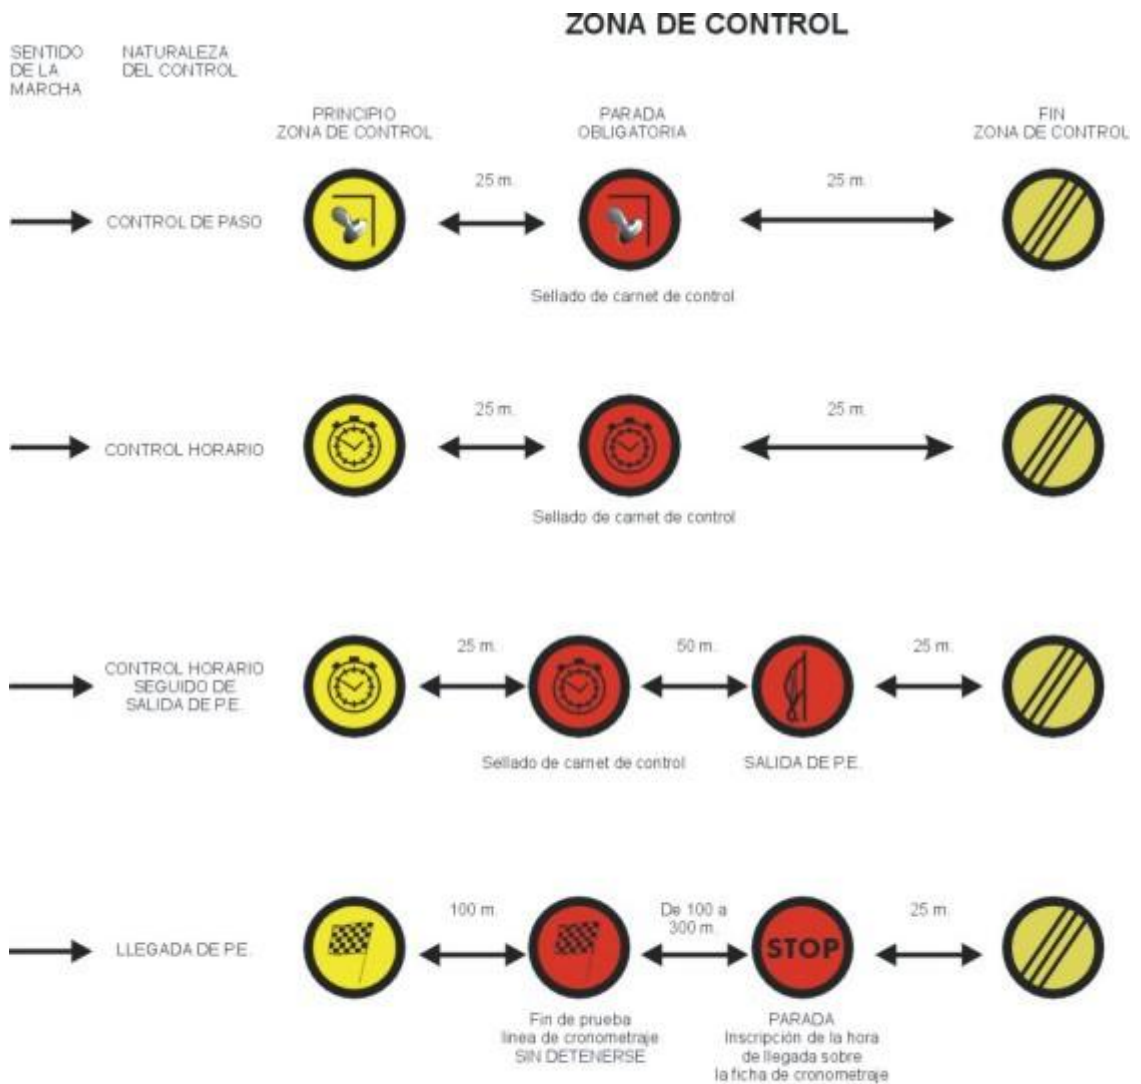 ZONA DE CONTROL
SENTIDO
DE LA
MARCHA
NATURALEZA
DEL CONTROL
PRINCIPIO
ZONA DE CONTROL
PARADA
OBLIGATORIA
FIN
ZONA DE CONTROL
CONTROL DE PASO
25 m.
25 m.
Sellado de carnet de control
CONTROL HORARIO
25 m.
25 m.
Sellado de carnet de control
CONTROL HORARIO
SEGUIDO DE
SALIDA DE P.E.
25 m.
50 m.
25 m.
Sellado de carnet de control
SALIDA DE P.E.
LLEGADA DE P.E.
100 m.
De 100 a
300 m.
STOP
25 m.
Fin de prueba
linea de cronometraje
SIN DETENERSE
PARADA
Inscripción de la hora
de llegada sobre
la ficha de cronometraje